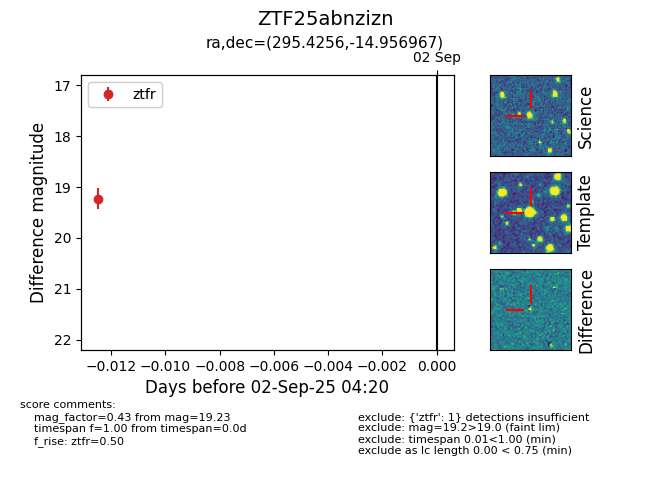 ZTF25abnzizn
ra,dec=(295.4256,-14.956967)
02 Sep
ztfr
17
18
19
20
21
22
Difference magnitude
−0.012
−0.010
−0.008
−0.006
−0.004
−0.002
0.000
Days before 02-Sep-25 04:20
Science
Template
Difference
score comments:
mag_factor=0.43 from mag=19.23
timespan f=1.00 from timespan=0.0d
f_rise: ztfr=0.50
exclude: {'ztfr': 1} detections insufficient
exclude: mag=19.2>19.0 (faint lim)
exclude: timespan 0.01<1.00 (min)
exclude as lc length 0.00 < 0.75 (min)